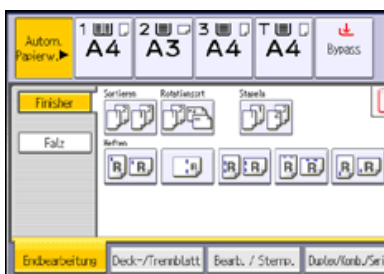 Autom.
Papierw.▶
1 A4
2 A3
3 A4
T A4
Bypass
Finisher
Falz
Sortieren
Rotationssort
Stapeln
Heften
Endbearbeitung
Deck-/Trennblatt
Bearb. / Stemp.
Duplex/Komb./Seri